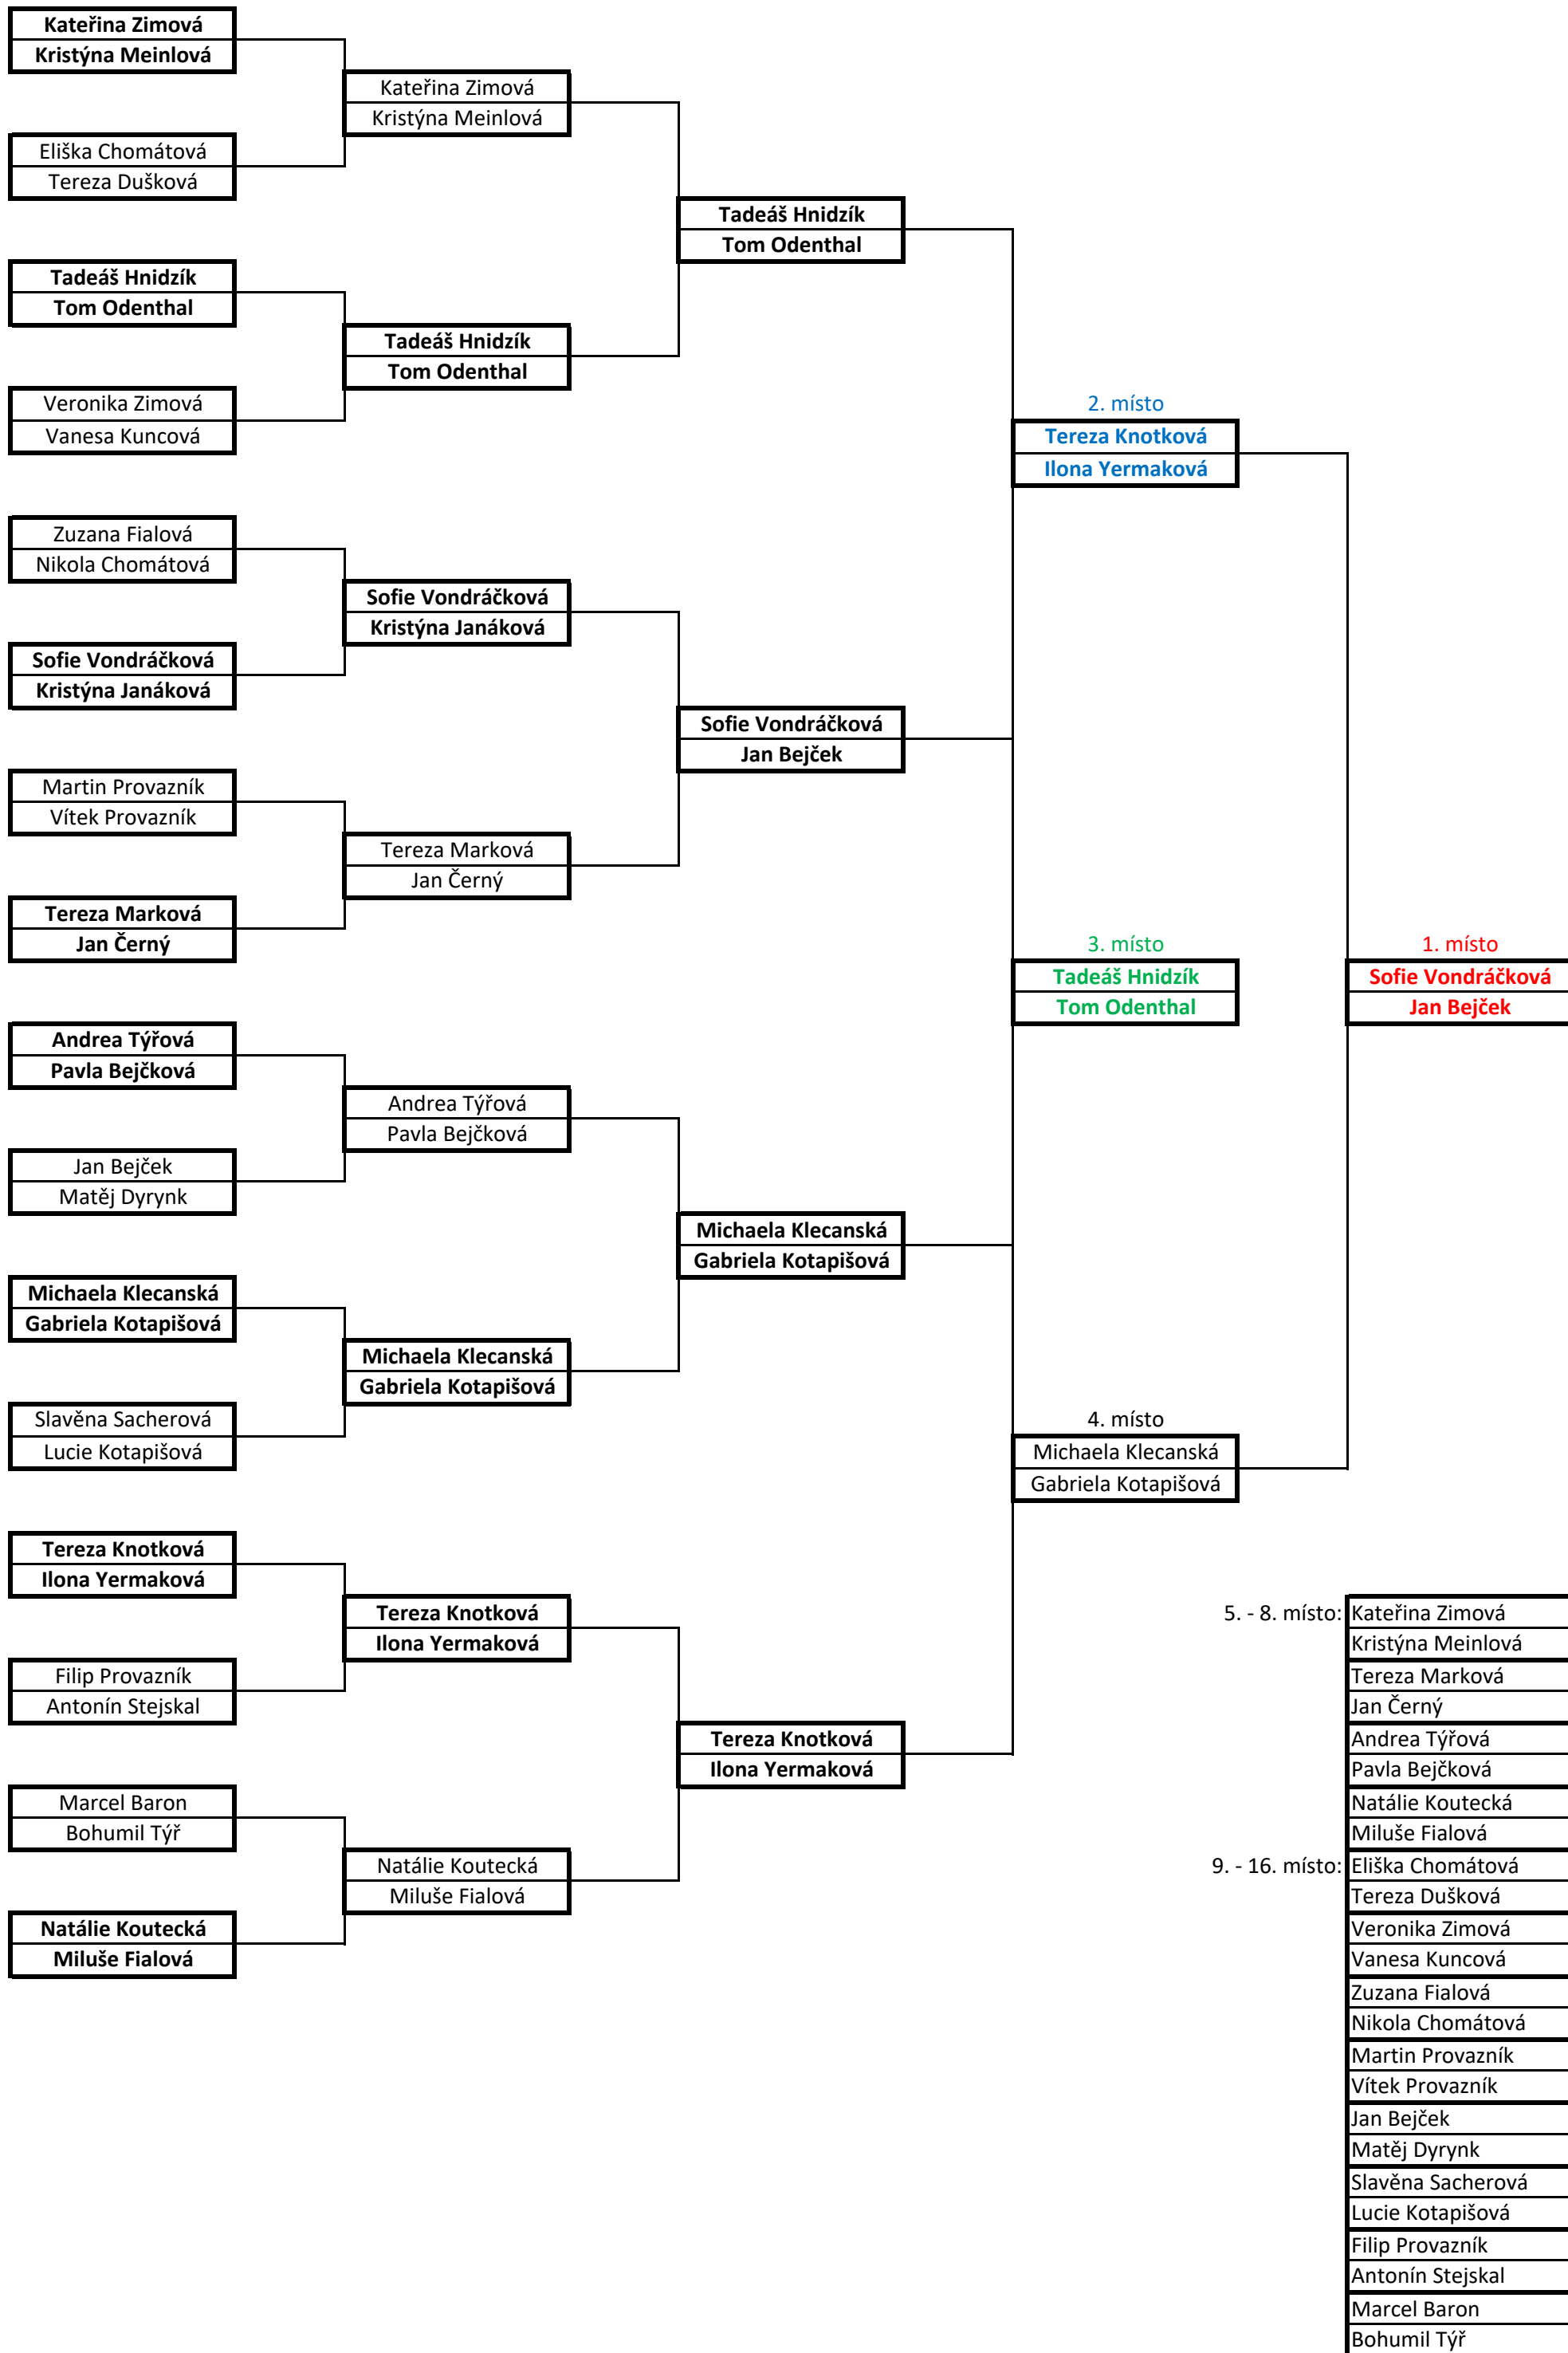 Kateřina Zimová
Kristýna Meinlová
Eliška Chomátová
Tereza Dušková
Tadeáš Hnidzík
Tom Odenthal
Veronika Zimová
Vanesa Kuncová
Zuzana Fialová
Nikola Chomátová
Sofie Vondráčková
Kristýna Janáková
Martin Provazník
Vítek Provazník
Tereza Marková
Jan Černý
Andrea Týřová
Pavla Bejčková
Jan Bejček
Matěj Dyrynk
Michaela Klecanská
Gabriela Kotapišová
Slavěna Sacherová
Lucie Kotapišová
Tereza Knotková
Ilona Yermaková
Filip Provazník
Antonín Stejskal
Marcel Baron
Bohumil Týř
Natálie Koutecká
Miluše Fialová
Kateřina Zimová
Kristýna Meinlová
Tadeáš Hnidzík
Tom Odenthal
Sofie Vondráčková
Kristýna Janáková
Tereza Marková
Jan Černý
Andrea Týřová
Pavla Bejčková
Michaela Klecanská
Gabriela Kotapišová
Tereza Knotková
Ilona Yermaková
Natálie Koutecká
Miluše Fialová
Tadeáš Hnidzík
Tom Odenthal
Sofie Vondráčková
Jan Bejček
Michaela Klecanská
Gabriela Kotapišová
Tereza Knotková
Ilona Yermaková
2. místo
Tereza Knotková
Ilona Yermaková
3. místo
Tadeáš Hnidzík
Tom Odenthal
4. místo
Michaela Klecanská
Gabriela Kotapišová
1. místo
Sofie Vondráčková
Jan Bejček
5. - 8. místo: Kateřina Zimová
Kristýna Meinlová
Tereza Marková
Jan Černý
Andrea Týřová
Pavla Bejčková
Natálie Koutecká
Miluše Fialová
9. - 16. místo: Eliška Chomátová
Tereza Dušková
Veronika Zimová
Vanesa Kuncová
Zuzana Fialová
Nikola Chomátová
Martin Provazník
Vítek Provazník
Jan Bejček
Matěj Dyrynk
Slavěna Sacherová
Lucie Kotapišová
Filip Provazník
Antonín Stejskal
Marcel Baron
Bohumil Týř